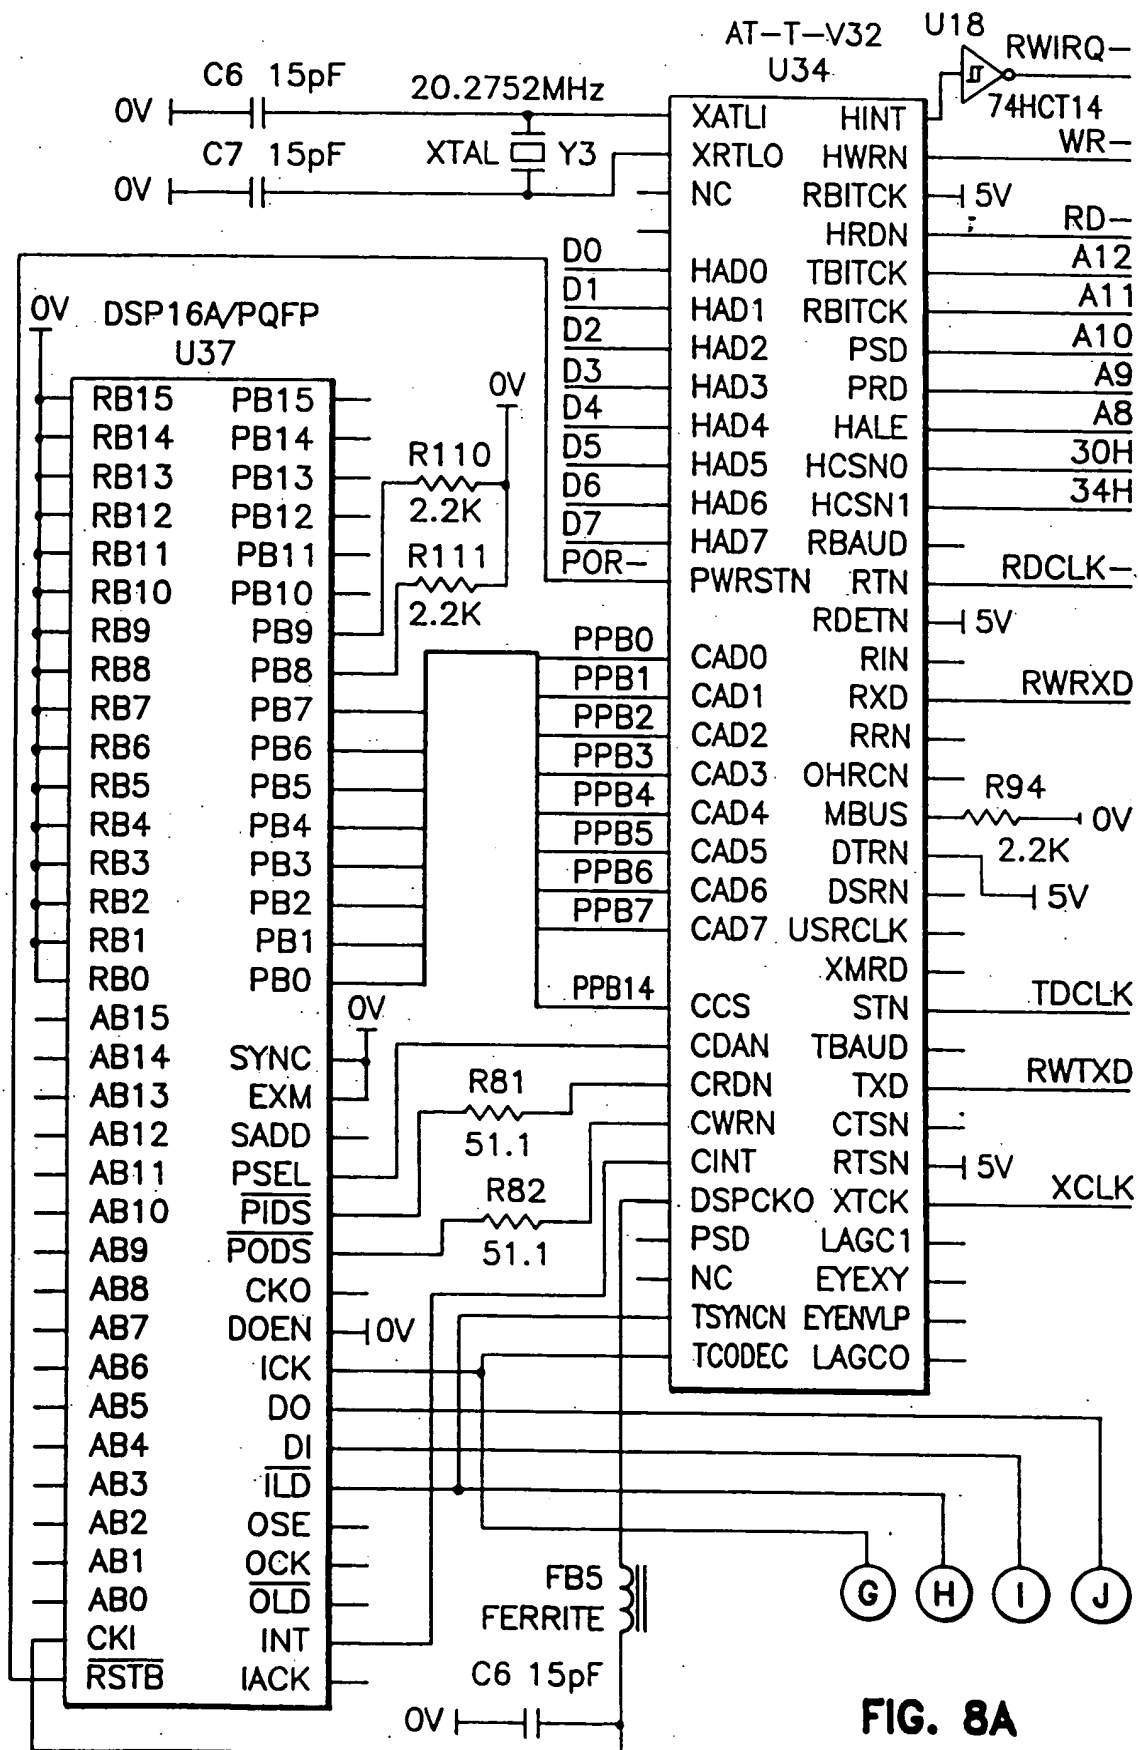 AT-T-V32
U34
U18
RWIRQ-
74HCT14
C6 15pF
0V
20.2752MHz
C7 15pF
0V
XTAL
Y3
XATLI HINT
XRTLO HWRN WR-
NC RBITCK 5V
HRDN RD-
D0 HAD0 TBITCK A12
D1 HAD1 RBITCK A11
D2 HAD2 PSD A10
D3 HAD3 PRD A9
D4 HAD4 HALE A8
D5 HAD5 HCSN0 30H
D6 HAD6 HCSN1 34H
D7 HAD7 RBAUD
POR- PWRSTN RTN RDCLK-
RDETN 5V
PPB0 CAD0 RIN
PPB1 CAD1 RXD RWRXD
PPB2 CAD2 RRN
PPB3 CAD3 OHRCN
PPB4 CAD4 MBUS R94 2.2K 0V
PPB5 CAD5 DTRN 5V
PPB6 CAD6 DSRN
PPB7 CAD7 USRCLK
XMRD
PPB14 CCS STN TDCLK
CDAN TBAUD
CRDN TXD RWTXD
CWRN CTSN
CINT RTSN 5V
DSPCKO XTCK XCLK
PSD LAGC1
NC EYEXY
TSYNCN EYENVLP
TCODEC LAGCO
0V
DSP16A/PQFP
U37
RB15 PB15
RB14 PB14
RB13 PB13
RB12 PB12
RB11 PB11
RB10 PB10
RB9 PB9
RB8 PB8
RB7 PB7
RB6 PB6
RB5 PB5
RB4 PB4
RB3 PB3
RB2 PB2
RB1 PB1
RB0 PB0
AB15
AB14 SYNC
AB13 EXM
AB12 SADD
AB11 PSEL
AB10 PIDS
AB9 PODS
AB8 CKO
AB7 DOEN 0V
AB6 ICK
AB5 DO
AB4 DI
AB3 ILD
AB2 OSE
AB1 OCK
AB0 OLD
CKI INT
RSTB IACK
0V
R110
2.2K
R111
2.2K
0V
R81
51.1
R82
51.1
FB5
FERRITE
C6 15pF
0V
G H I J
FIG. 8A